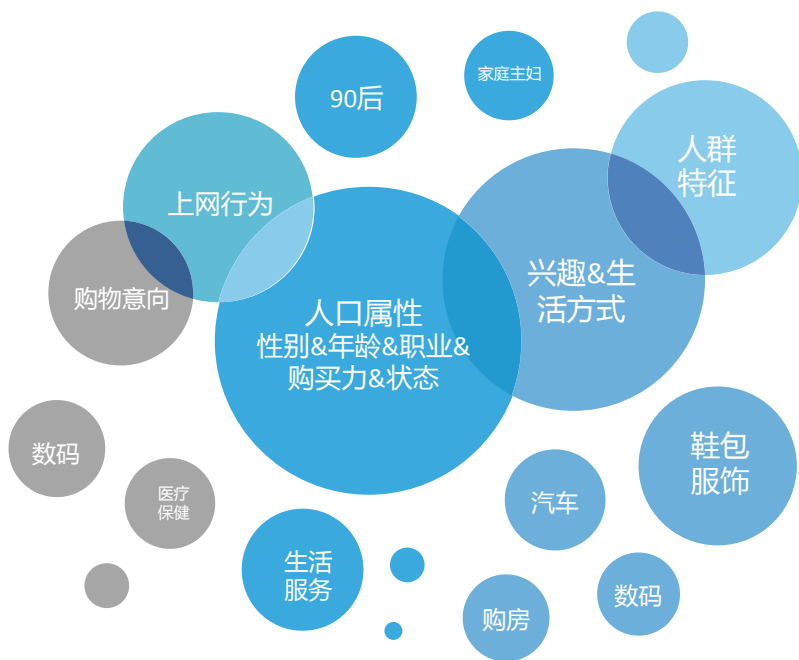 90后
家庭主妇
人群
特征
上网行为
购物意向
兴趣&生
活方式
人口属性
性别&年龄&职业&
购买力&状态
数码
医疗
保健
鞋包
服饰
汽车
生活
服务
购房
数码